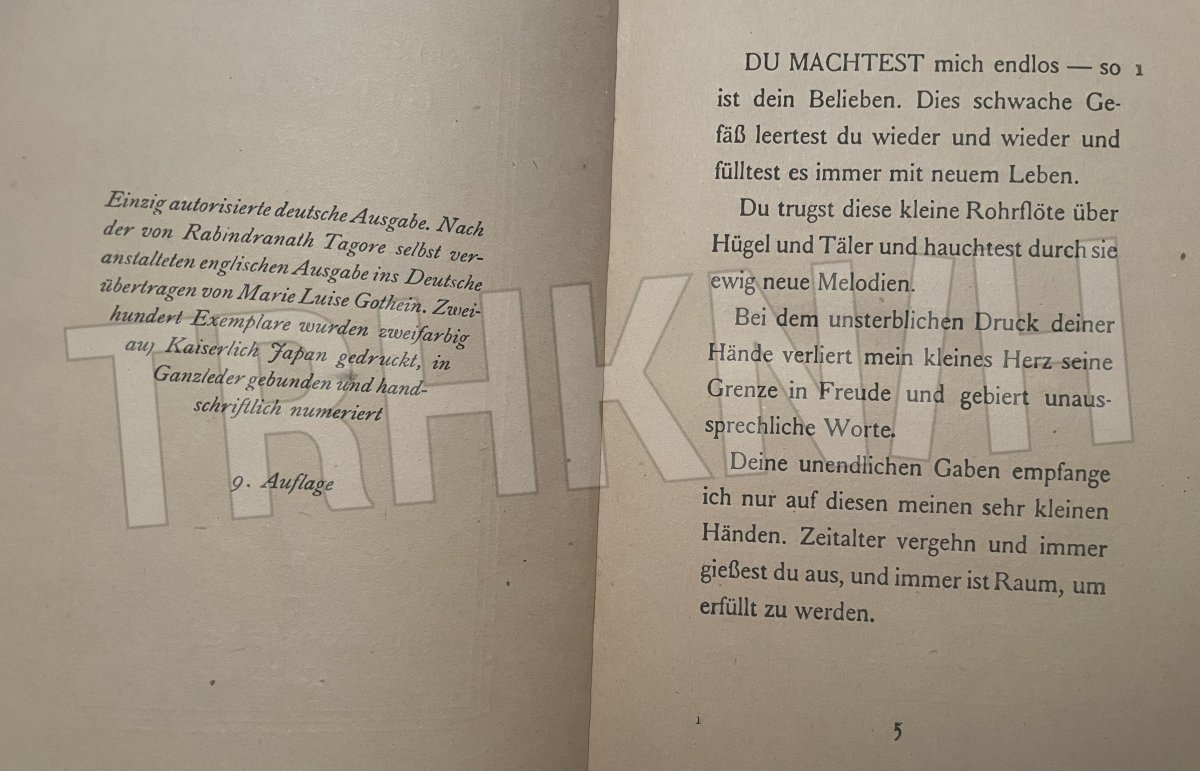 Einzig autorisierte deutsche Ausgabe. Nach
der von Rabindranath Tagore selbst ver-
anstalteten englischen Ausgabe ins Deutsche
übertragen von Marie Luise Gothein. Zwei-
hundert Exemplare wurden zweifarbig
auf Kaiserlich Japan gedruckt, in
Ganzleder gebunden und hand-
schriftlich numeriert
9. Auflage
DU MACHTEST mich endlos — so 1
ist dein Belieben. Dies schwache Ge-
fäß leertest du wieder und wieder und
fülltest es immer mit neuem Leben.
Du trugst diese kleine Rohrflöte über
Hügel und Täler und hauchtest durch sie
ewig neue Melodien.
Bei dem unsterblichen Druck deiner
Hände verliert mein kleines Herz seine
Grenze in Freude und gebiert unaus-
sprechliche Worte.
Deine unendlichen Gaben empfange
ich nur auf diesen meinen sehr kleinen
Händen. Zeitalter vergehn und immer
gießest du aus, und immer ist Raum, um
erfüllt zu werden.
1
5
TRHKN/H